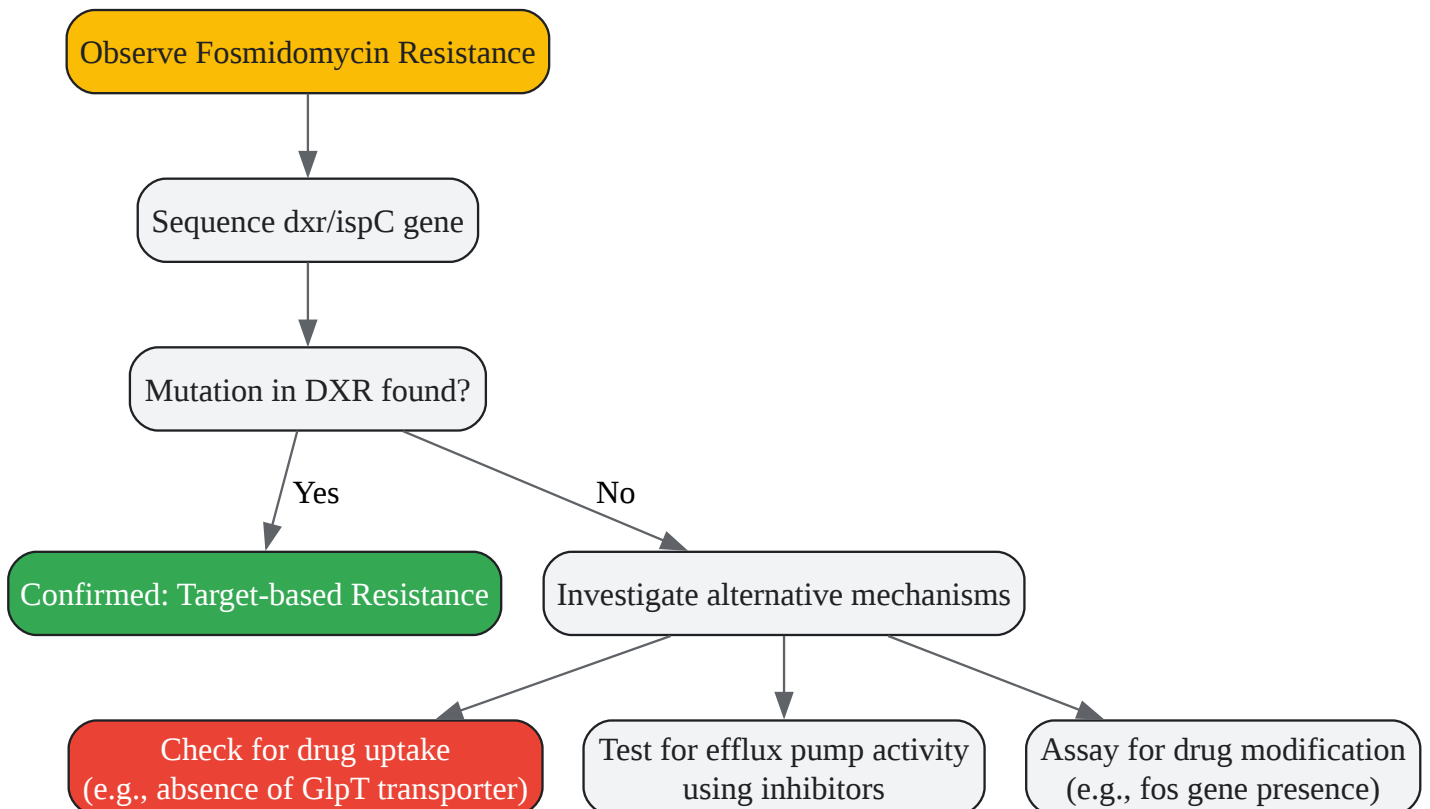 Observe Fosmidomycin Resistance
Sequence dxr/ispC gene
Mutation in DXR found?
Yes
No
Confirmed: Target-based Resistance
Investigate alternative mechanisms
Check for drug uptake
(e.g., absence of GlpT transporter)
Test for efflux pump activity
using inhibitors
Assay for drug modification
(e.g., fos gene presence)